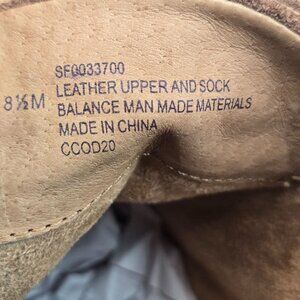 SF0033700
8½M LEATHER UPPER AND SOCK
BALANCE MAN MADE MATERIALS
MADE IN CHINA
CCOD20